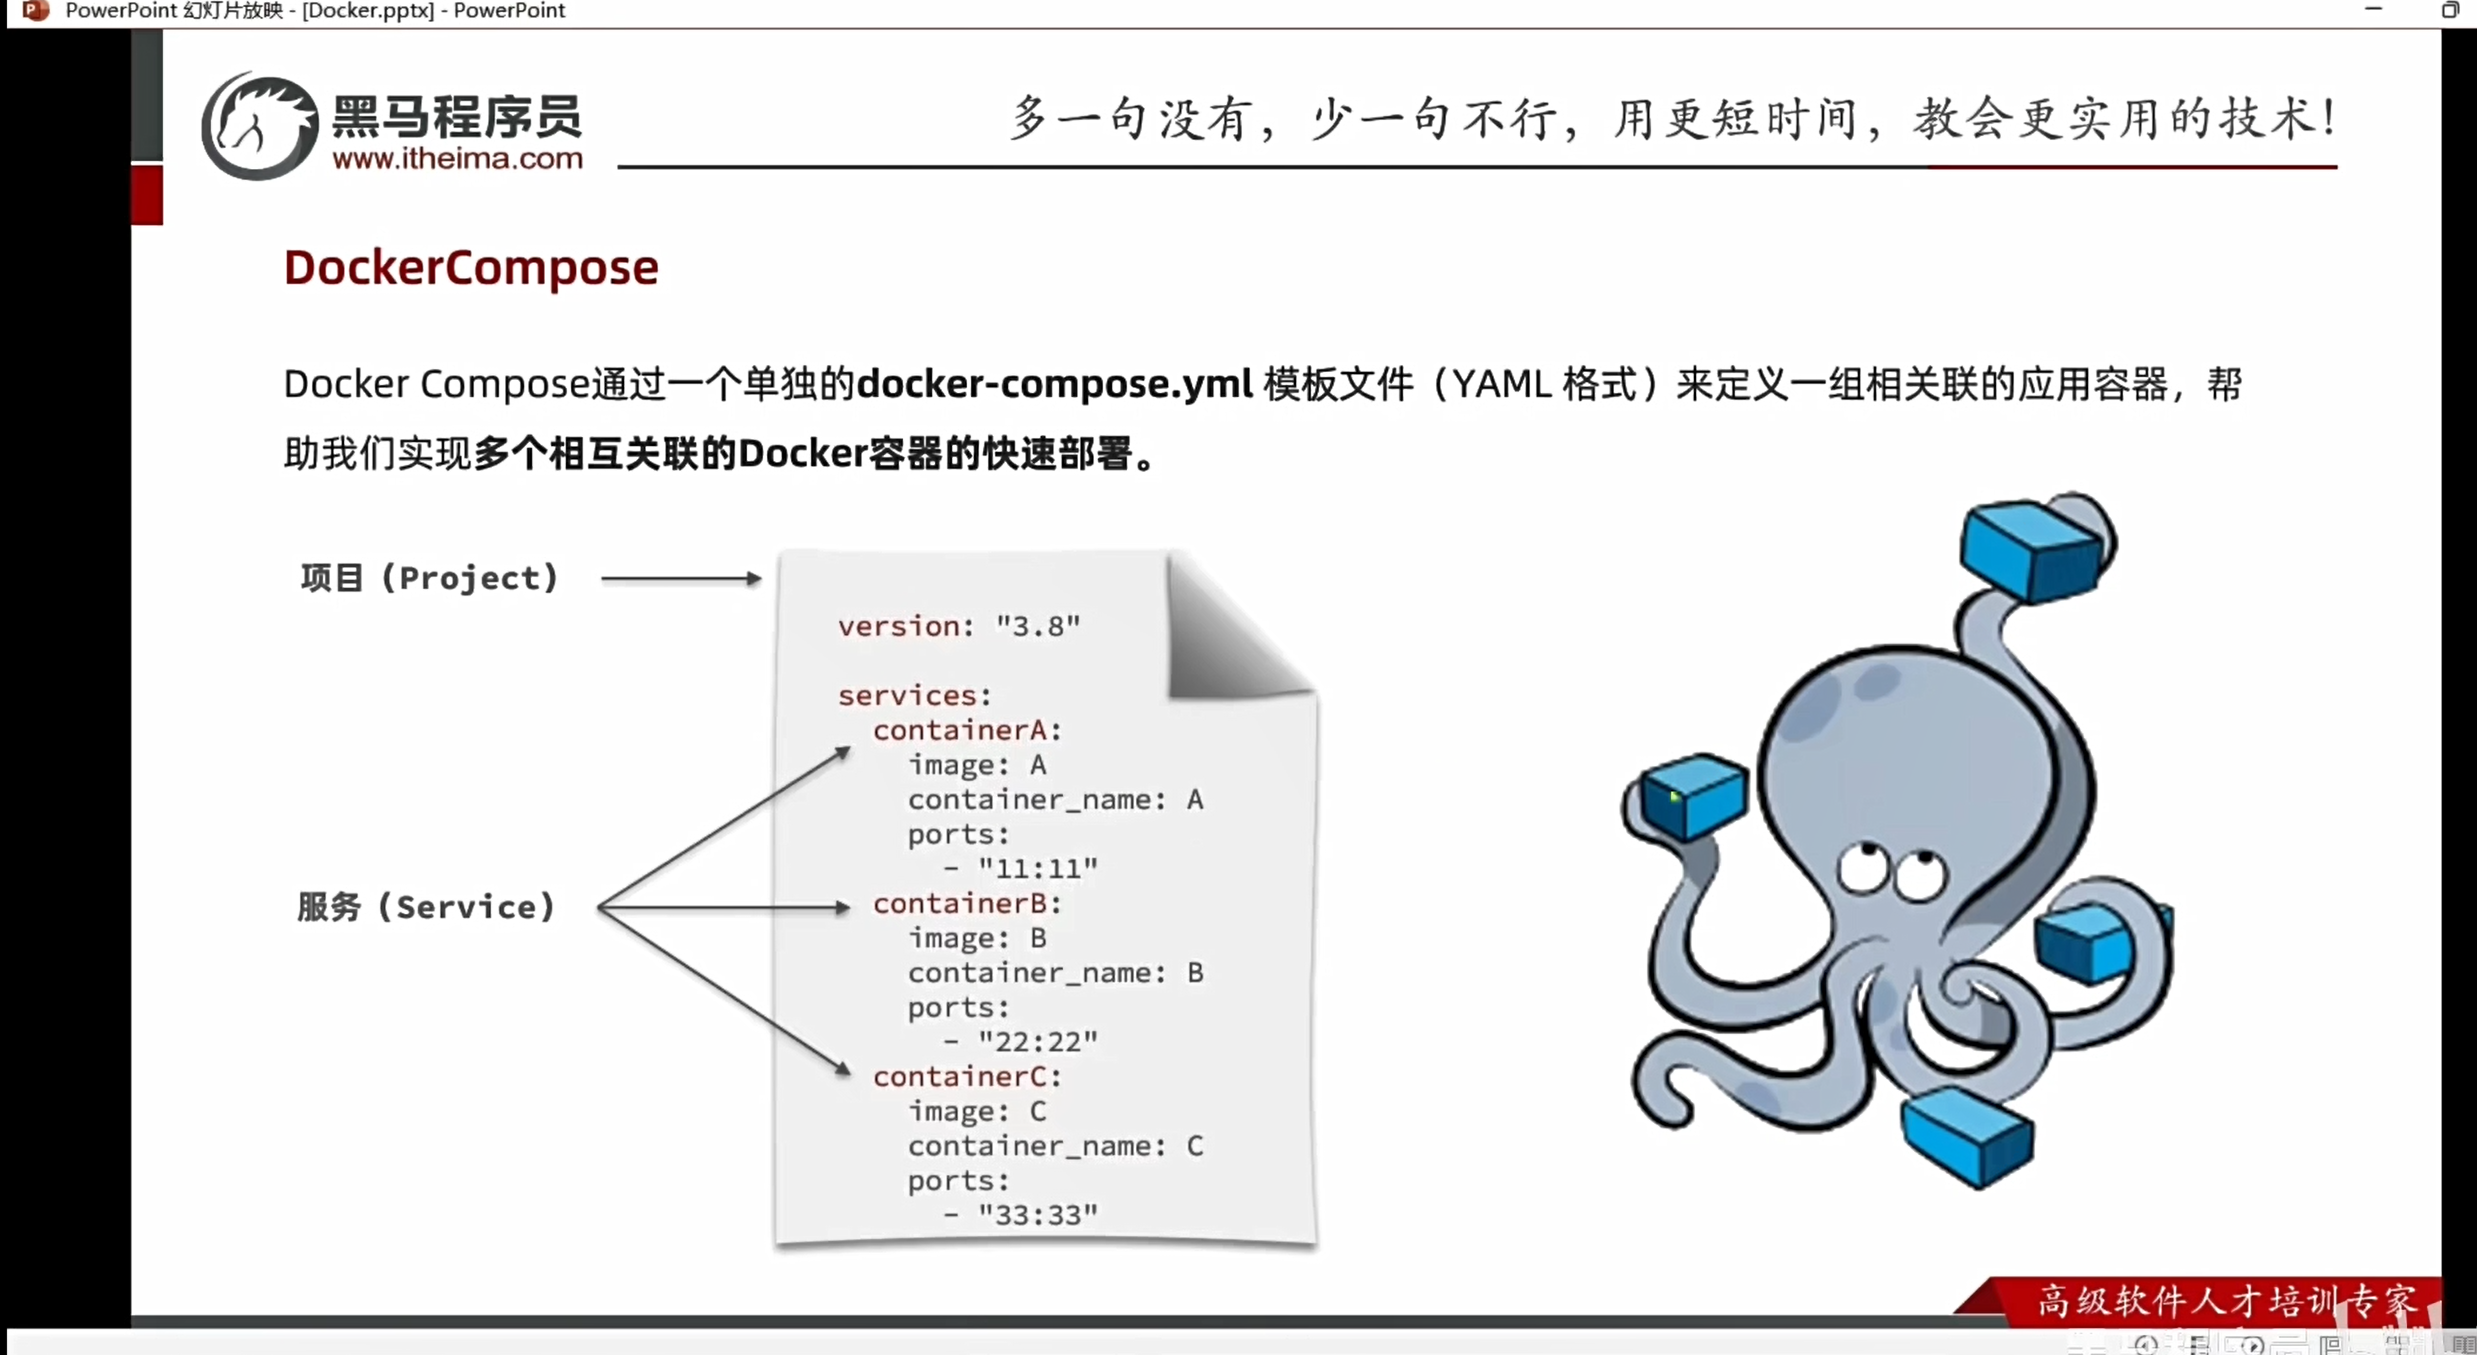 PowerPoint 幻灯片放映 - [Docker.pptx] - PowerPoint
黑马程序员
www.itheima.com
多一句没有，少一句不行，用更短时间，教会更实用的技术！
DockerCompose
Docker Compose通过一个单独的docker-compose.yml 模板文件（YAML 格式）来定义一组相关联的应用容器，帮
助我们实现多个相互关联的Docker容器的快速部署。
项目（Project）
version: "3.8"
services:
containerA:
image: A
container_name: A
ports:
- "11:11"
服务（Service）
containerB:
image: B
container_name: B
ports:
- "22:22"
containerC:
image: C
container_name: C
ports:
- "33:33"
高级软件人才培训专家